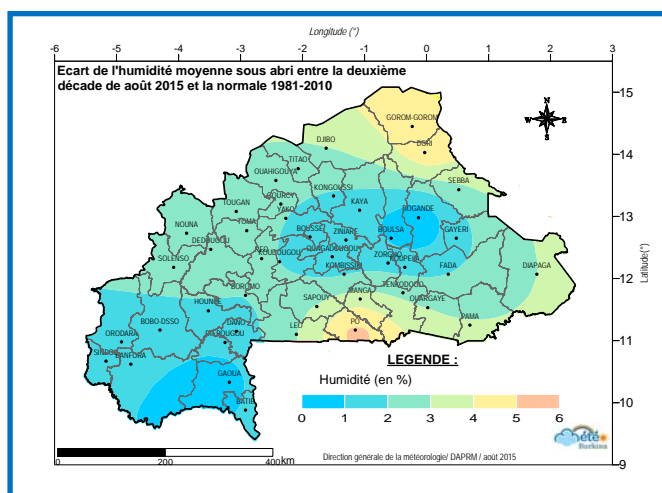 Longitude (°)
-6 -5 -4 -3 -2 -1 0 1 2 3
Ecart de l'humidité moyenne sous abri entre la deuxième
décade de août 2015 et la normale 1981-2010
15
GOROM-GOROM
N
W E
S
DJIBO
DORI
14
TITAO
OUAHIGOUYA
SEBBA
KONGOUSSI
TOUGAN
GOURCY
KAYA
YAKO
BOGANDE
13
NOUNA
TOMA
BOUSSE
ZINIARE
BOULSA
GAYERI
DEDOUGOU
REO
OUAGADOUGOU
SOLENSO
KOUDOUGOU
ZORGHO
KOUPELA
KOMBISSIRI
FADA
DIAPAGA
12
Latitude(°)
TENKODOGO
BOROMO
MANGA
HOUNDE
SAPOUY
OUARGAYE
BOBO-DSSO
DANO
LEO
PO
PAMA
11
ORODARA
SINDOU
BANFORA
LEGENDE :
GAOUA
Humidité (en %)
BATIE
10
0 1 2 3 4 5 6
météo
Burkina
0 200 400
km
Direction générale de la météorologie/ DAPRM / août 2015
9